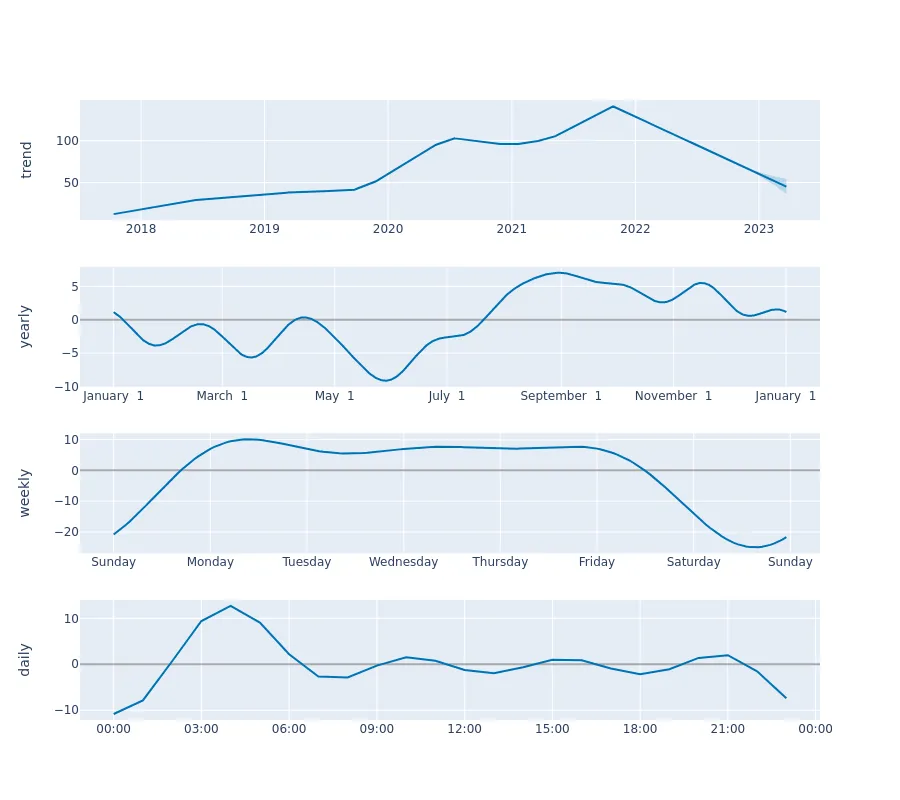 trend
100
50
2018 2019 2020 2021 2022 2023
yearly
5
0
−5
−10
January 1 March 1 May 1 July 1 September 1 November 1 January 1
weekly
10
0
−10
−20
Sunday Monday Tuesday Wednesday Thursday Friday Saturday Sunday
daily
10
0
−10
00:00 03:00 06:00 09:00 12:00 15:00 18:00 21:00 00:00